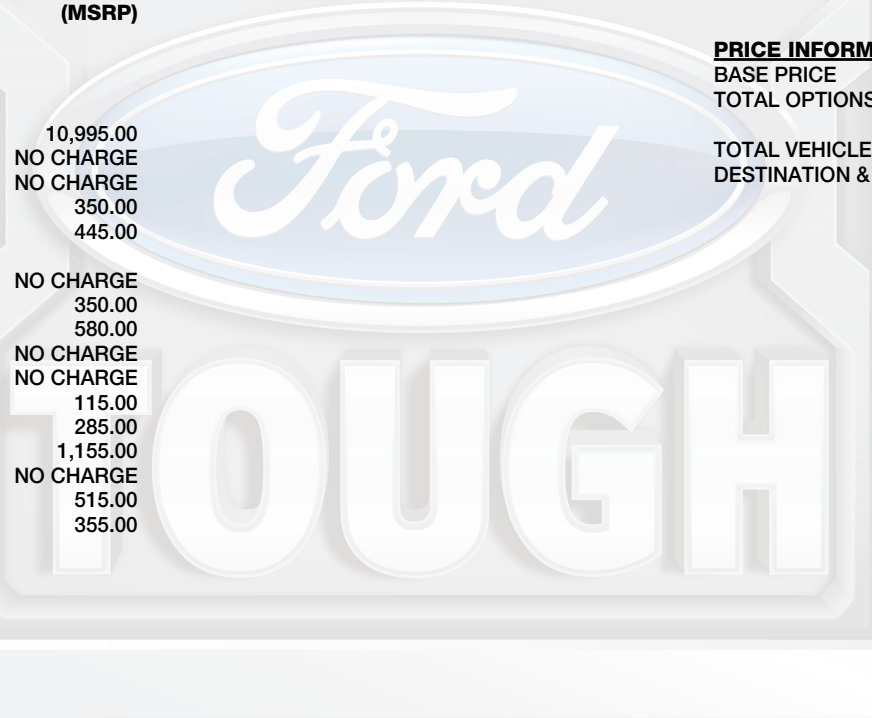 (MSRP)
10,995.00
NO CHARGE
NO CHARGE
350.00
445.00
NO CHARGE
350.00
580.00
NO CHARGE
NO CHARGE
115.00
285.00
1,155.00
NO CHARGE
515.00
355.00
PRICE INFORM
BASE PRICE
TOTAL OPTIONS
TOTAL VEHICLE
DESTINATION &
Ford
TOUGH